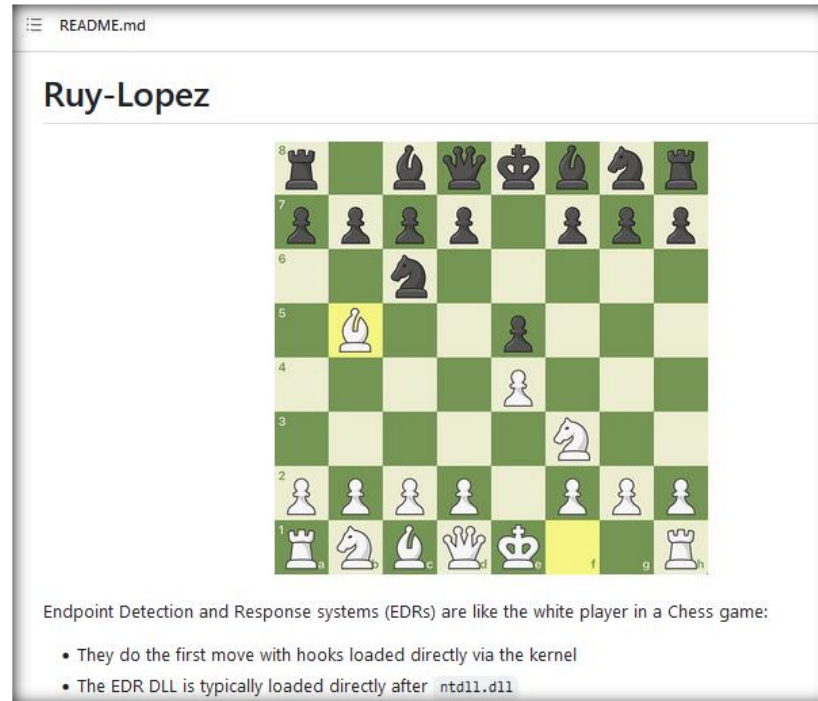 README.md
Ruy-Lopez
8
7
6
5
4
3
2
1
a b c d e f g h
Endpoint Detection and Response systems (EDRs) are like the white player in a Chess game:
• They do the first move with hooks loaded directly via the kernel
• The EDR DLL is typically loaded directly after ntdll.dll